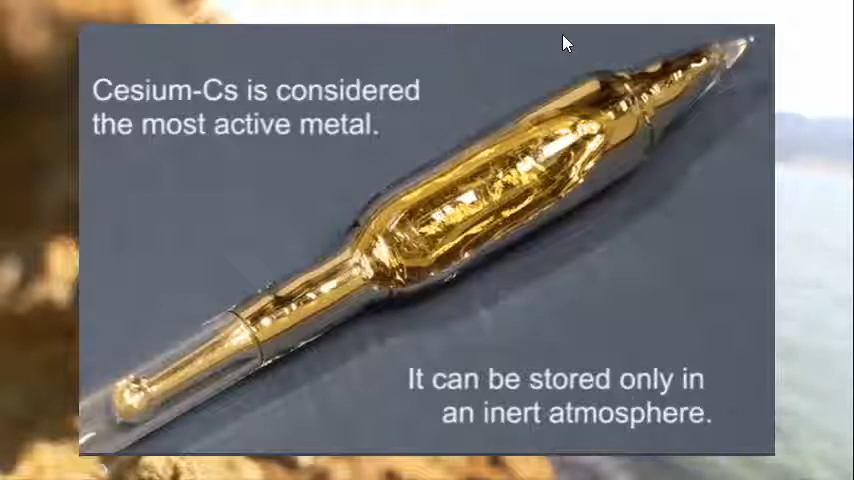 Cesium-Cs is considered
the most active metal.
It can be stored only in
an inert atmosphere.